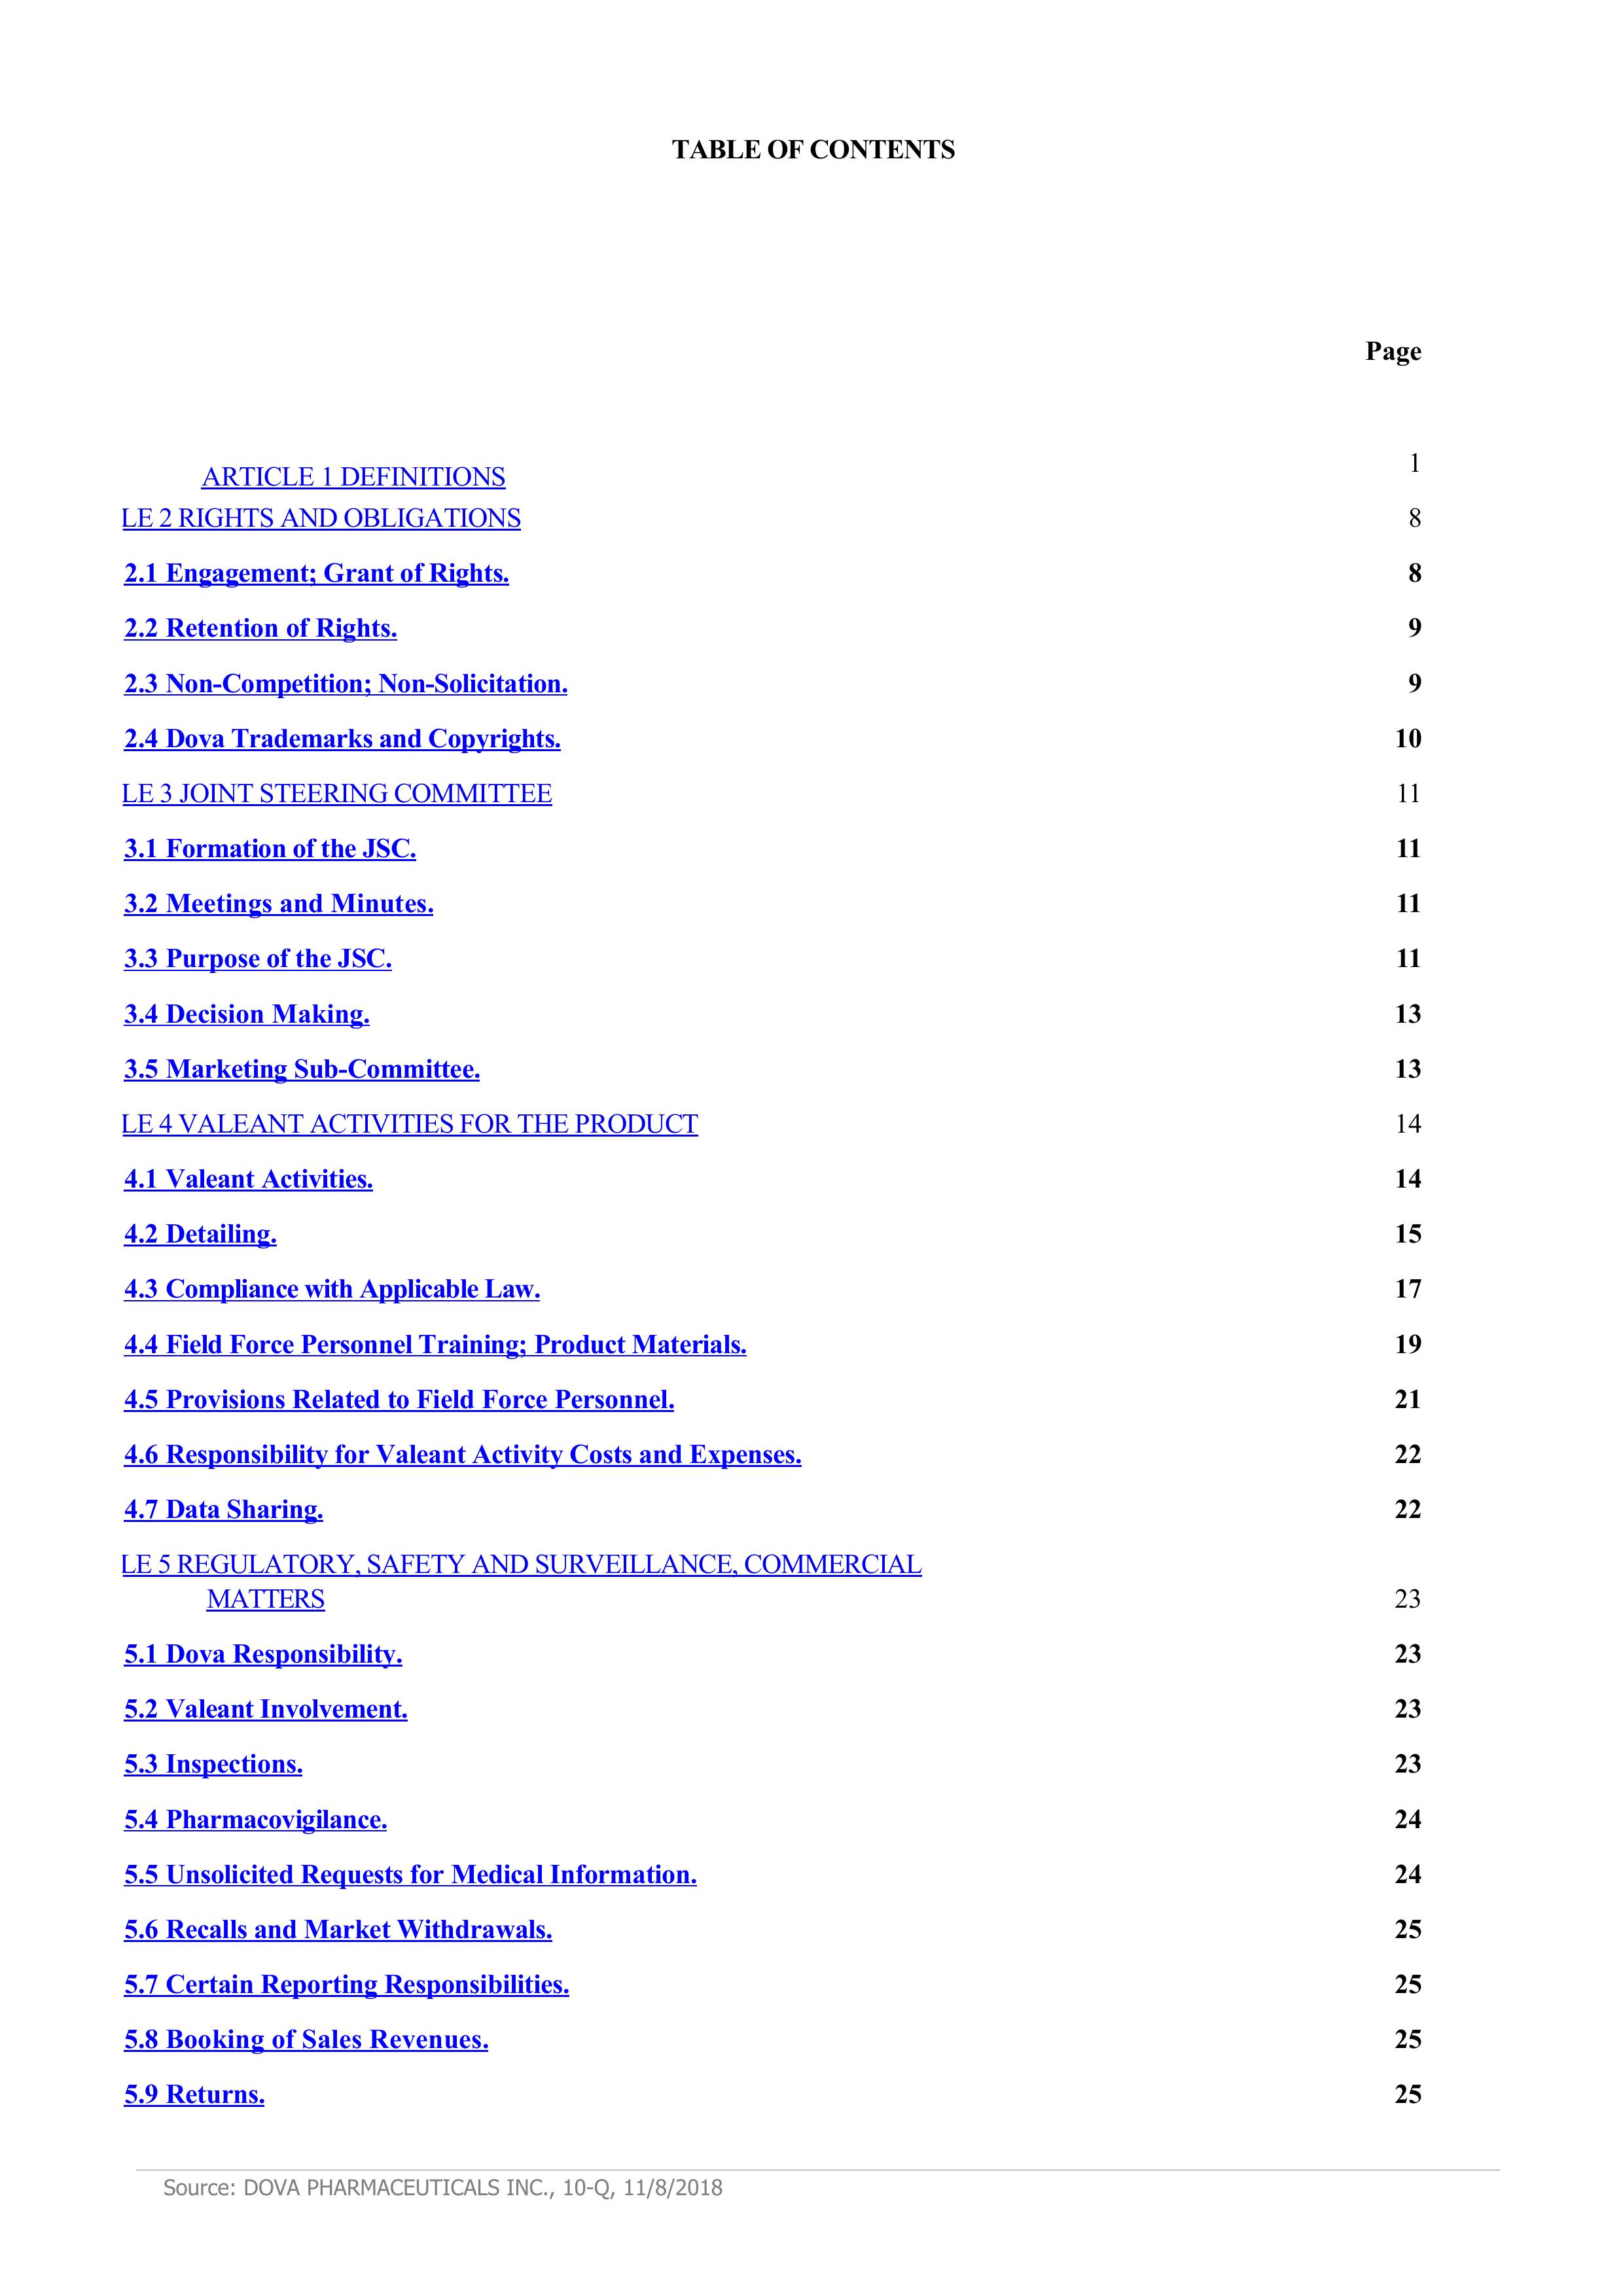 TABLE OF CONTENTS
Page
ARTICLE 1 DEFINITIONS 1
LE 2 RIGHTS AND OBLIGATIONS 8
2.1 Engagement; Grant of Rights. 8
2.2 Retention of Rights. 9
2.3 Non-Competition; Non-Solicitation. 9
2.4 Dova Trademarks and Copyrights. 10
LE 3 JOINT STEERING COMMITTEE 11
3.1 Formation of the JSC. 11
3.2 Meetings and Minutes. 11
3.3 Purpose of the JSC. 11
3.4 Decision Making. 13
3.5 Marketing Sub-Committee. 13
LE 4 VALEANT ACTIVITIES FOR THE PRODUCT 14
4.1 Valeant Activities. 14
4.2 Detailing. 15
4.3 Compliance with Applicable Law. 17
4.4 Field Force Personnel Training; Product Materials. 19
4.5 Provisions Related to Field Force Personnel. 21
4.6 Responsibility for Valeant Activity Costs and Expenses. 22
4.7 Data Sharing. 22
LE 5 REGULATORY, SAFETY AND SURVEILLANCE, COMMERCIAL
MATTERS 23
5.1 Dova Responsibility. 23
5.2 Valeant Involvement. 23
5.3 Inspections. 23
5.4 Pharmacovigilance. 24
5.5 Unsolicited Requests for Medical Information. 24
5.6 Recalls and Market Withdrawals. 25
5.7 Certain Reporting Responsibilities. 25
5.8 Booking of Sales Revenues. 25
5.9 Returns. 25
Source: DOVA PHARMACEUTICALS INC., 10-Q, 11/8/2018